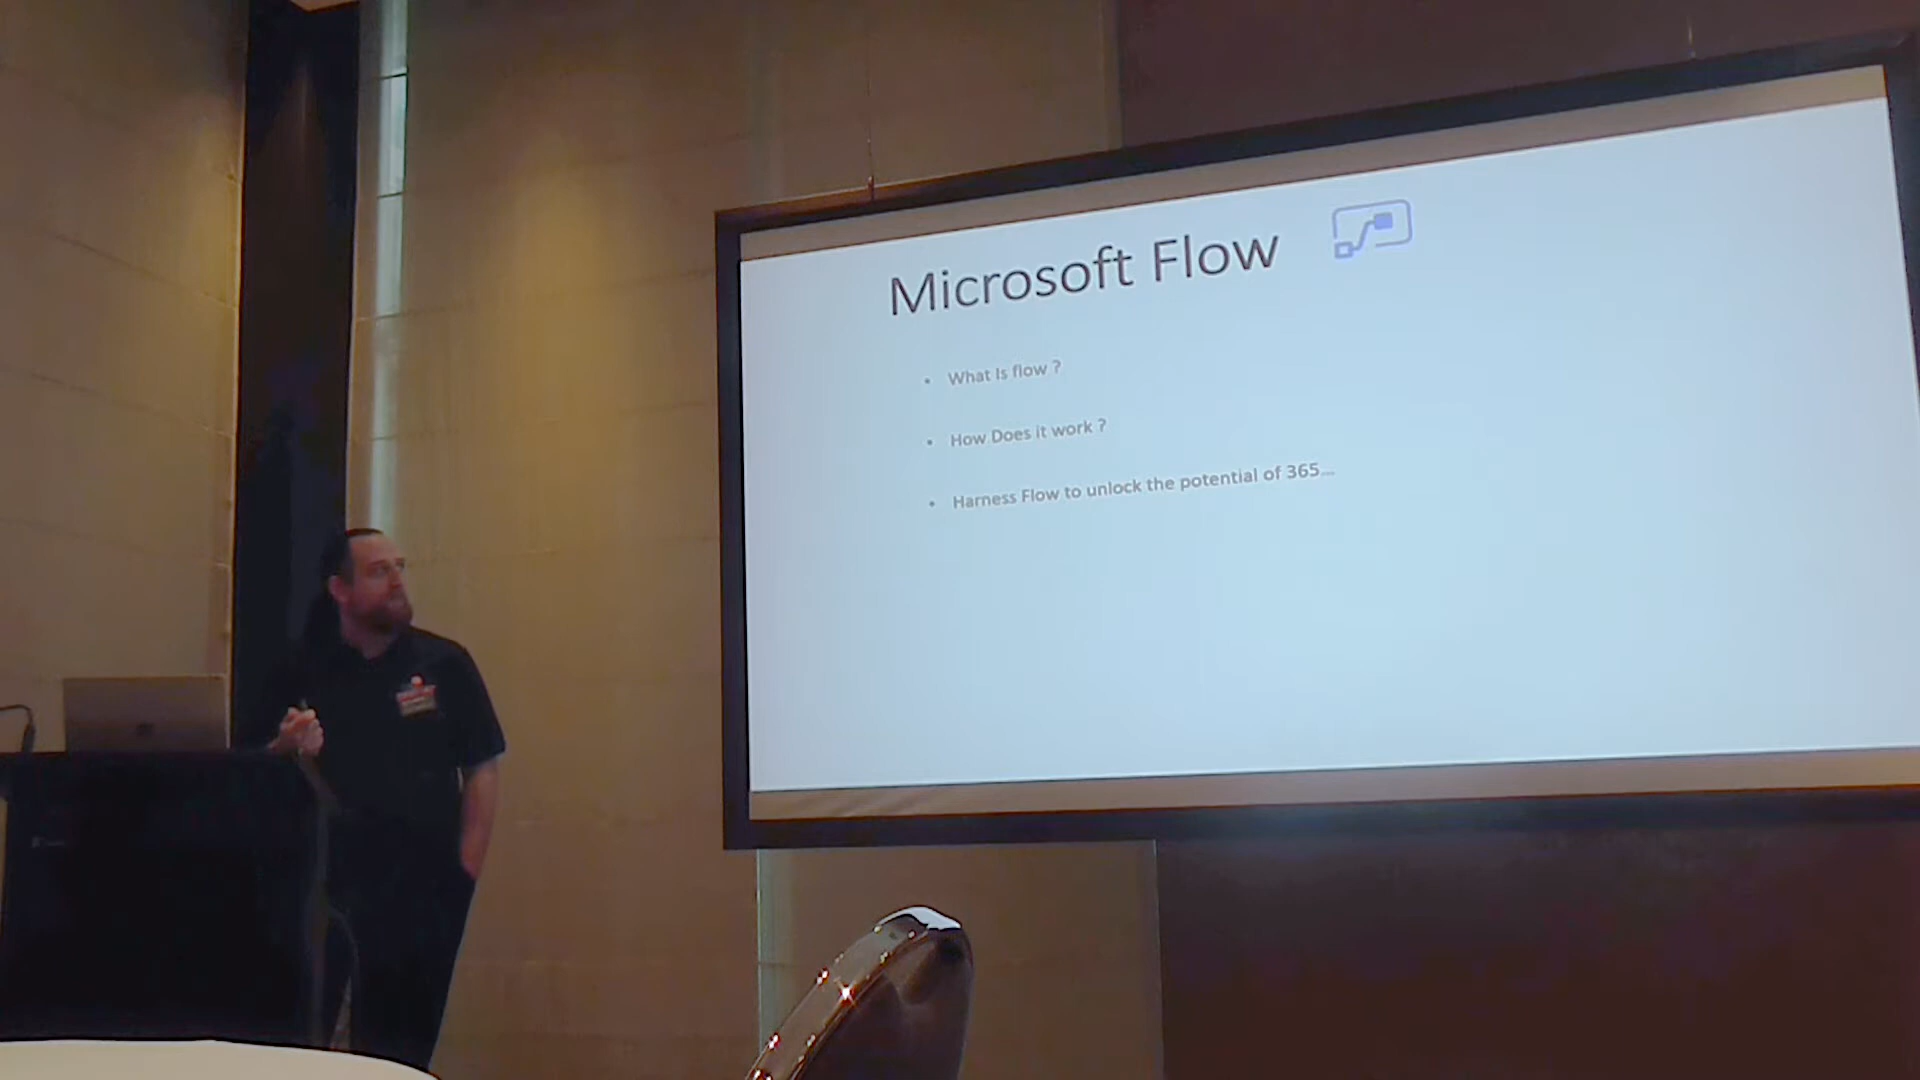 Microsoft Flow
• What Is flow ?
• How Does it work ?
• Harness Flow to unlock the potential of 365...